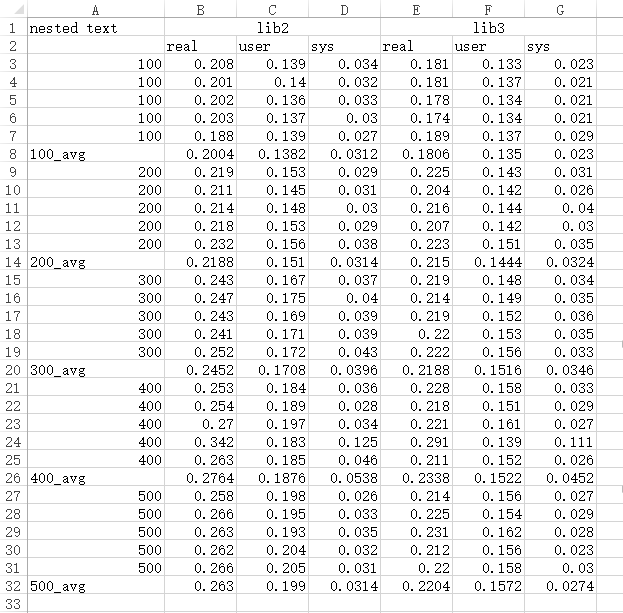 A B C D E F G
1 nested text lib2 lib3
2 real user sys real user sys
3 100 0.208 0.139 0.034 0.181 0.133 0.023
4 100 0.201 0.14 0.032 0.181 0.137 0.021
5 100 0.202 0.136 0.033 0.178 0.134 0.021
6 100 0.203 0.137 0.03 0.174 0.134 0.021
7 100 0.188 0.139 0.027 0.189 0.137 0.029
8 100_avg 0.2004 0.1382 0.0312 0.1806 0.135 0.023
9 200 0.219 0.153 0.029 0.225 0.143 0.031
10 200 0.211 0.145 0.031 0.204 0.142 0.026
11 200 0.214 0.148 0.03 0.216 0.144 0.04
12 200 0.218 0.153 0.029 0.207 0.142 0.03
13 200 0.232 0.156 0.038 0.223 0.151 0.035
14 200_avg 0.2188 0.151 0.0314 0.215 0.1444 0.0324
15 300 0.243 0.167 0.037 0.219 0.148 0.034
16 300 0.247 0.175 0.04 0.214 0.149 0.035
17 300 0.243 0.169 0.039 0.219 0.152 0.036
18 300 0.241 0.171 0.039 0.22 0.153 0.035
19 300 0.252 0.172 0.043 0.222 0.156 0.033
20 300_avg 0.2452 0.1708 0.0396 0.2188 0.1516 0.0346
21 400 0.253 0.184 0.036 0.228 0.158 0.033
22 400 0.254 0.189 0.028 0.218 0.151 0.029
23 400 0.27 0.197 0.034 0.221 0.161 0.027
24 400 0.342 0.183 0.125 0.291 0.139 0.111
25 400 0.263 0.185 0.046 0.211 0.152 0.026
26 400_avg 0.2764 0.1876 0.0538 0.2338 0.1522 0.0452
27 500 0.258 0.198 0.026 0.214 0.156 0.027
28 500 0.266 0.195 0.033 0.225 0.154 0.029
29 500 0.263 0.193 0.035 0.231 0.162 0.028
30 500 0.262 0.204 0.032 0.212 0.156 0.023
31 500 0.266 0.205 0.031 0.22 0.158 0.03
32 500_avg 0.263 0.199 0.0314 0.2204 0.1572 0.0274
33